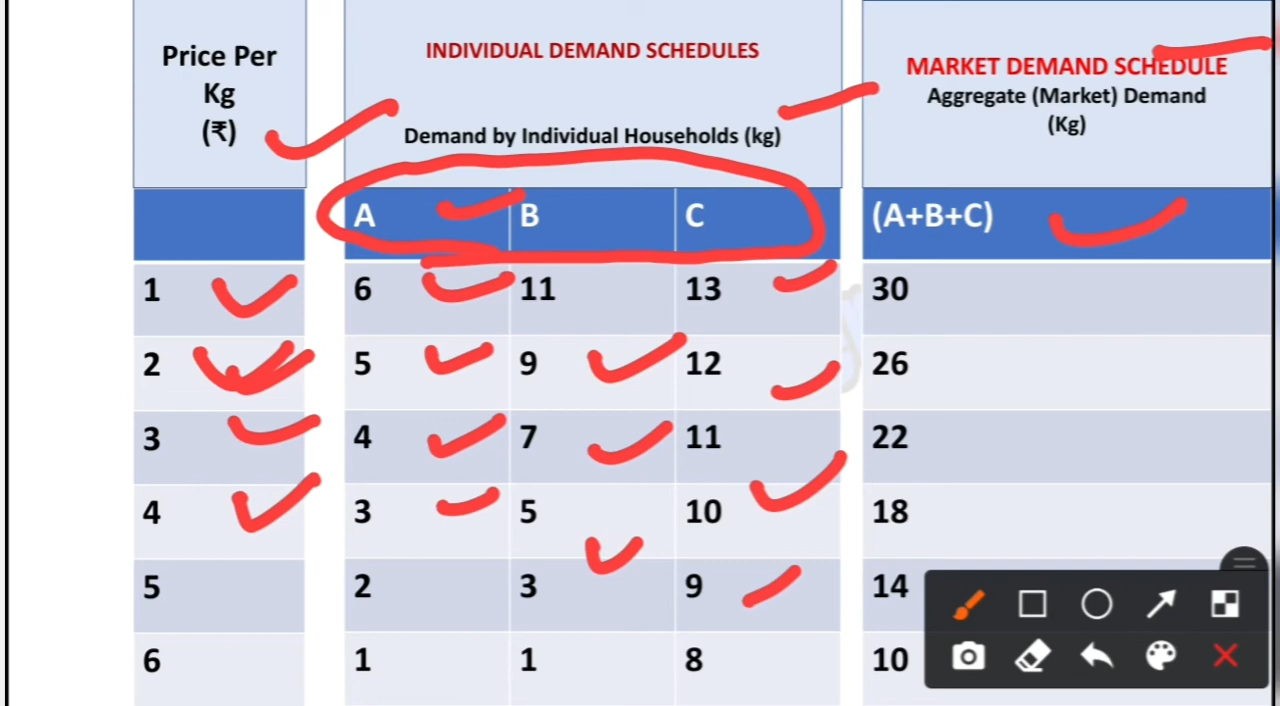 Price Per
Kg
(₹)
INDIVIDUAL DEMAND SCHEDULES
Demand by Individual Households (kg)
MARKET DEMAND SCHEDULE
Aggregate (Market) Demand
(Kg)
A B C (A+B+C)
1 6 11 13 30
2 5 9 12 26
3 4 7 11 22
4 3 5 10 18
5 2 3 9 14
6 1 1 8 10